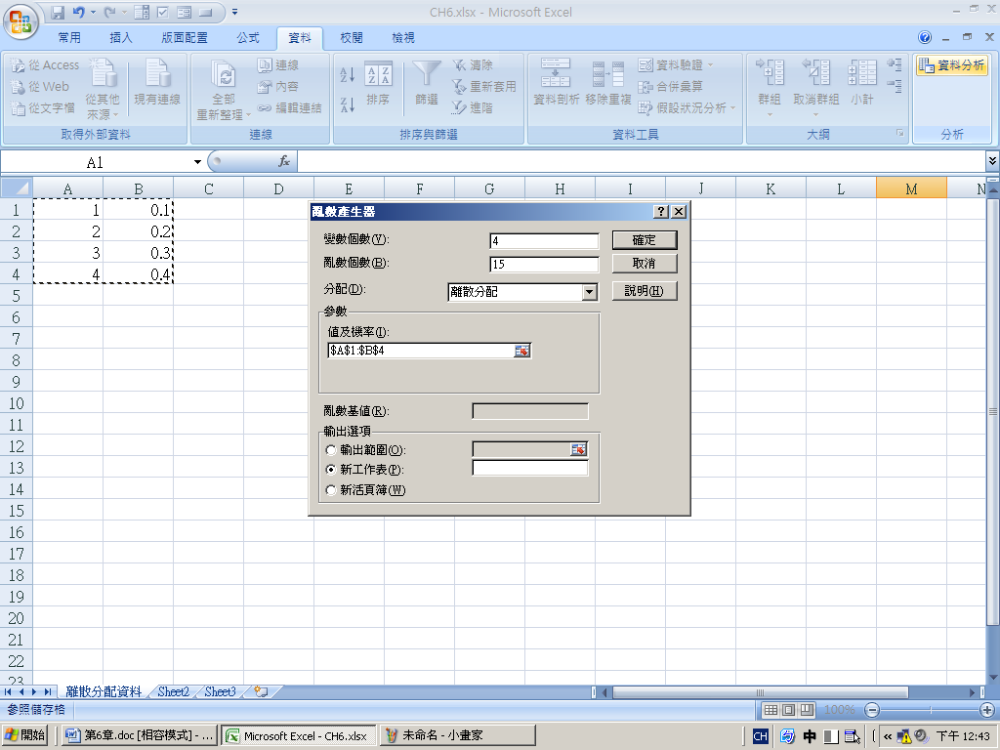 CH6.xlsx - Microsoft Excel
常用 插入 版面配置 公式 資料 校閱 檢視
從 Access
從 Web
從文字檔
從其他來源
現有連線
取得外部資料
全部重新整理
連線
內容
編輯連結
連線
排序
篩選
清除
重新套用
進階
排序與篩選
資料剖析
移除重複
資料驗證
合併彙算
假設狀況分析
資料工具
群組
取消群組
小計
大綱
資料分析
分析
A1 fx
A B C D E F G H I J K L M N
1 1 0.1
2 2 0.2
3 3 0.3
4 4 0.4
5
6
7
8
9
10
11
12
13
14
15
16
17
18
19
20
21
22
23
亂數產生器
變數個數(V): 4 確定
亂數個數(B): 15 取消
分配(D): 離散分配 說明(H)
參數
值及機率(I):
$A$1:$B$4
亂數基值(R):
輸出選項
輸出範圍(O):
新工作表(P):
新活頁簿(W)
離散分配資料 Sheet2 Sheet3
參照儲存格 100%
開始 第6章.doc [相容模式] - ... Microsoft Excel - CH6.xlsx 未命名 - 小畫家 CH 中 « 下午 12:43